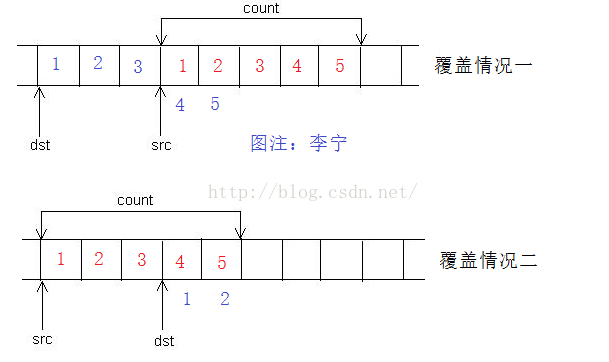 count
1 2 3 1 2 3 4 5 覆盖情况一
4 5
dst src 图注：李宁
http://blog.csdn.net/
count
1 2 3 4 5 覆盖情况二
1 2
src dst